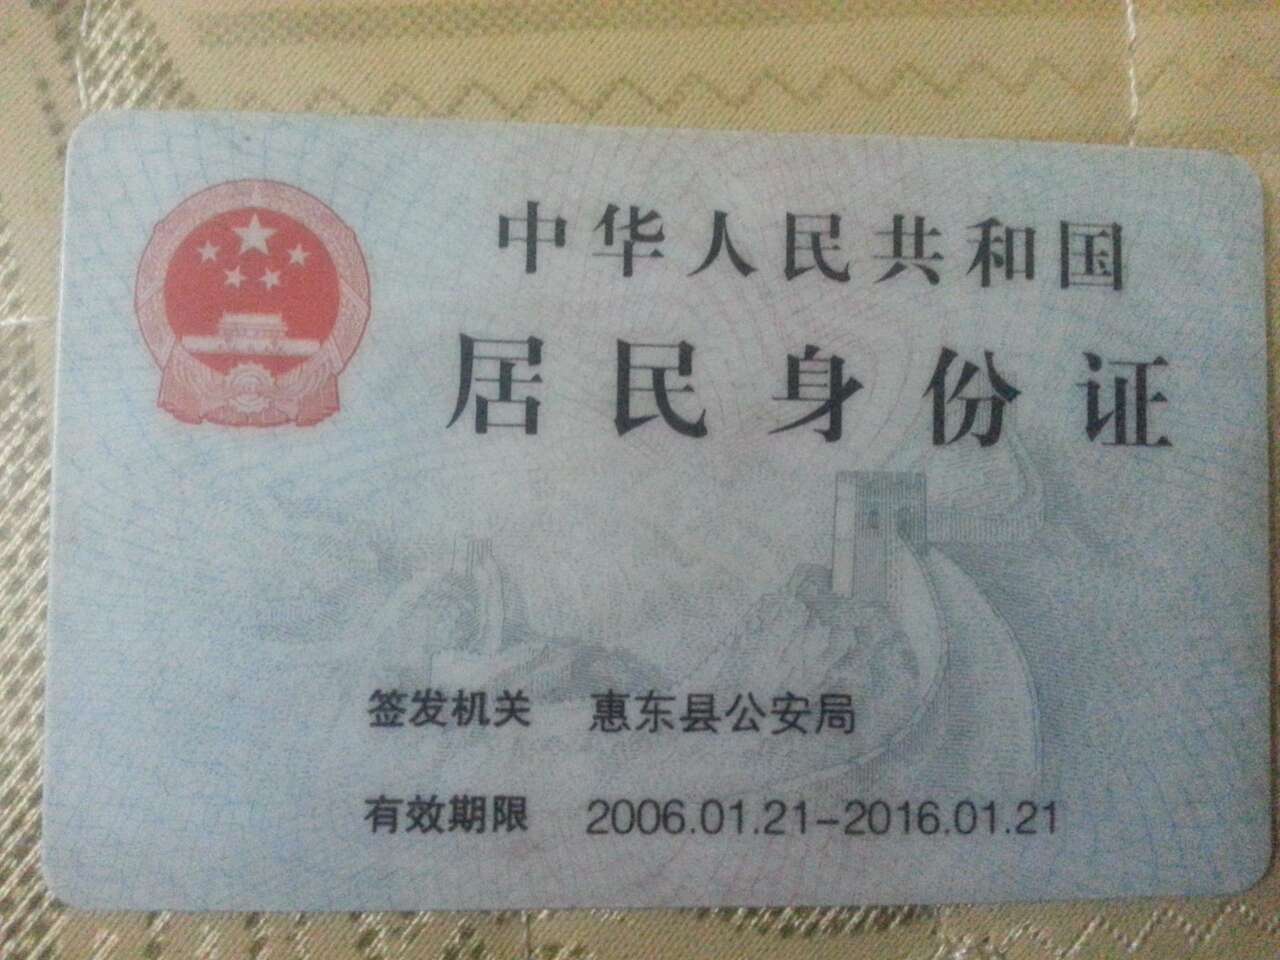 中华人民共和国
居民身份证
签发机关 惠东县公安局
有效期限 2006.01.21-2016.01.21